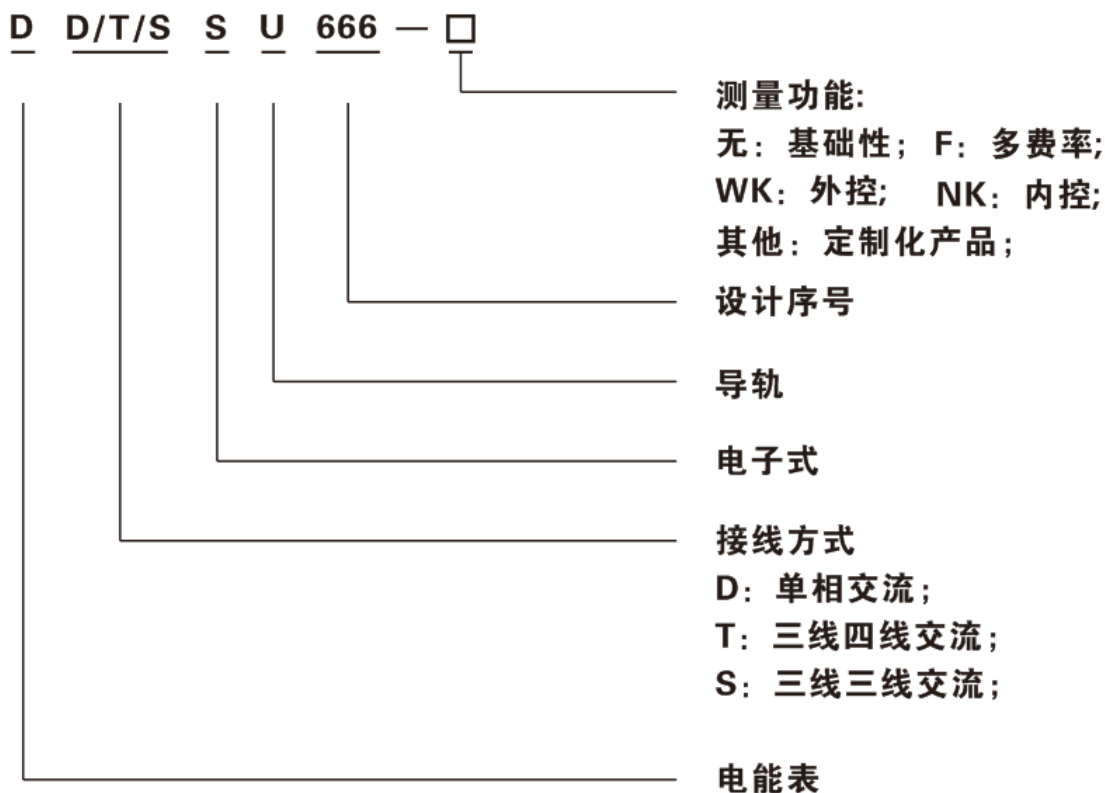 D D/T/S S U 666 — □
测量功能:
无：基础性；F：多费率;
WK：外控; NK：内控;
其他：定制化产品；
设计序号
导轨
电子式
接线方式
D：单相交流；
T：三线四线交流；
S：三线三线交流；
电能表